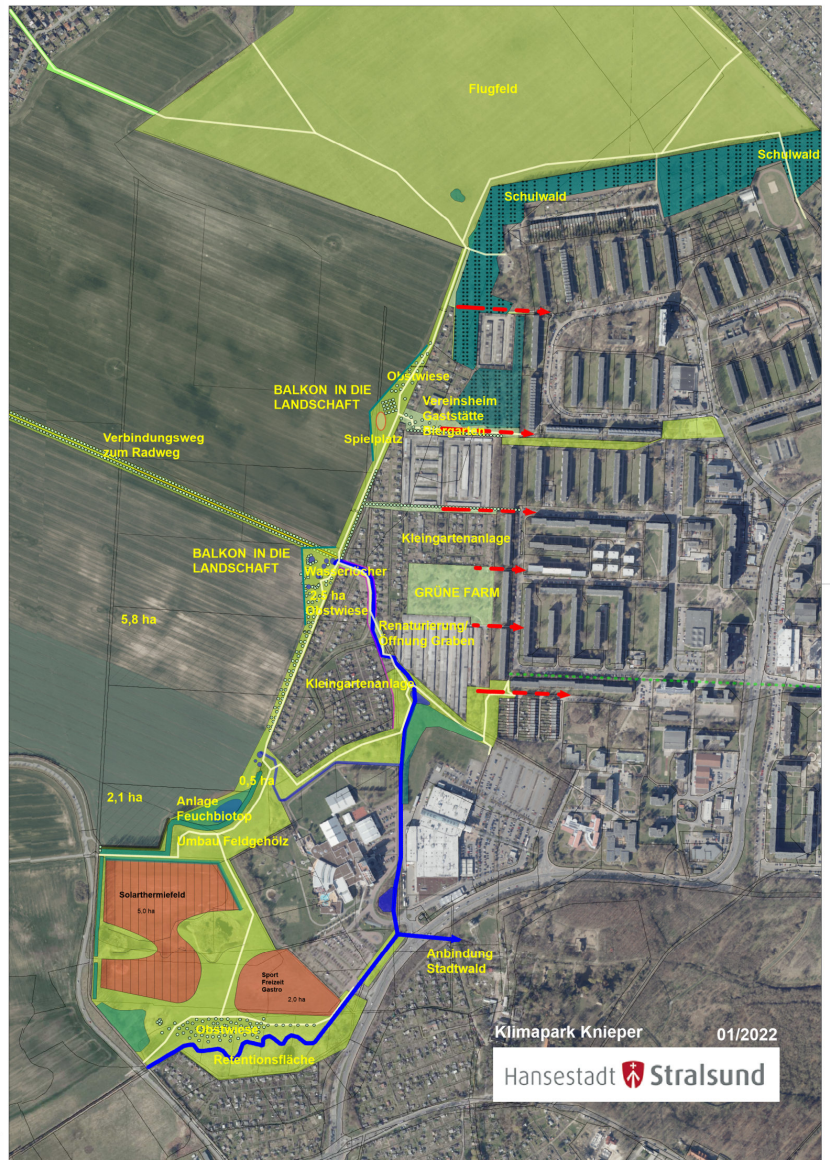 Flugfeld
Schulwald
Schulwald
Obstwiese
BALKON IN DIE
LANDSCHAFT
Vereinsheim
Gaststätte
Biergarten
Spielplatz
Verbindungsweg
zum Radweg
Kleingartenanlage
BALKON IN DIE
LANDSCHAFT
Wasserlöcher
2,5 ha
Obstwiese
GRÜNE FARM
5,8 ha
Renaturierung/
Öffnung Graben
Kleingartenanlage
0,5 ha
2,1 ha
Anlage
Feuchbiotop
Umbau Feldgehölz
Solarthermiefeld
5,0 ha
Sport
Freizeit
Gastro
2,0 ha
Anbindung
Stadtwald
Obstwiese
Retentionsfläche
Klimapark Knieper 01/2022
Hansestadt Stralsund